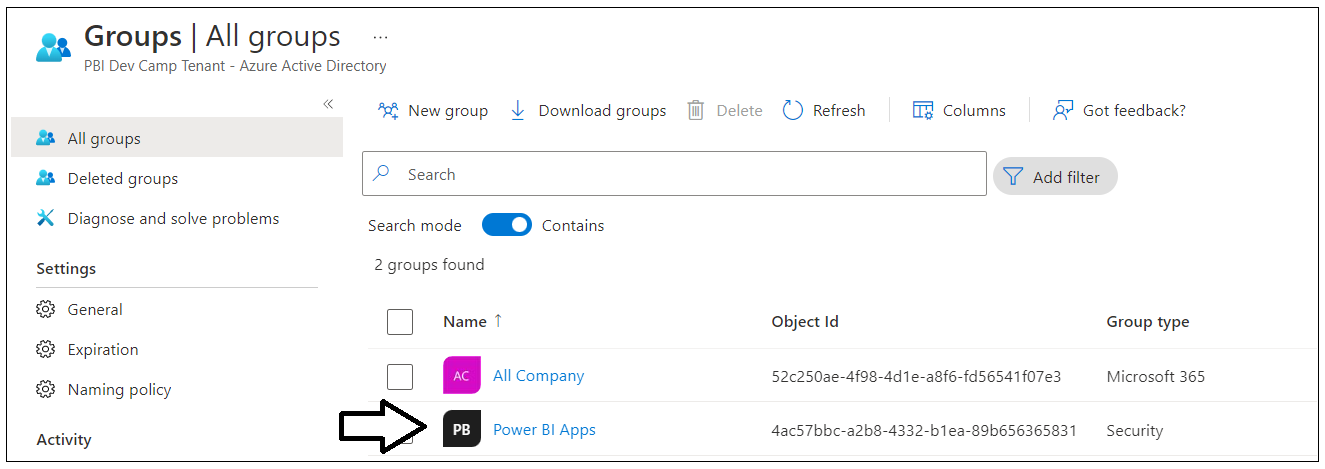 Groups | All groups ...
PBI Dev Camp Tenant - Azure Active Directory
«
All groups
Deleted groups
Diagnose and solve problems
Settings
General
Expiration
Naming policy
Activity
New group Download groups Delete Refresh Columns Got feedback?
Search
Add filter
Search mode Contains
2 groups found
Name ↑ Object Id Group type
AC All Company 52c250ae-4f98-4d1e-a8f6-fd56541f07e3 Microsoft 365
PB Power BI Apps 4ac57bbc-a2b8-4332-b1ea-89b656365831 Security